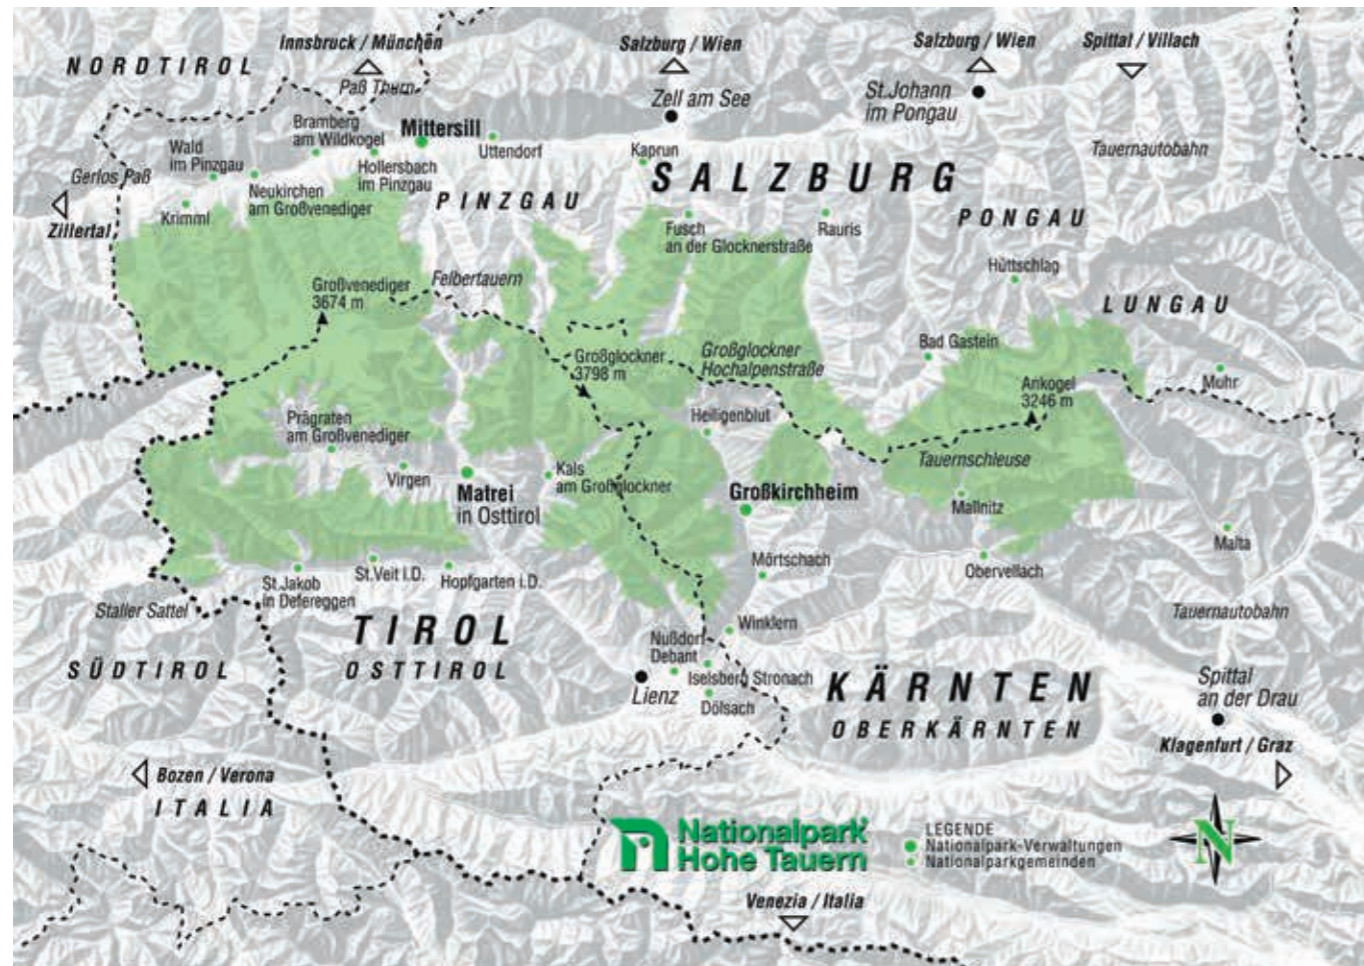 Innsbruck / München
Salzburg / Wien
Salzburg / Wien
Spittal / Villach
NORDTIROL
Paß Thurn
Zell am See
St.Johann
im Pongau
Bramberg
am Wildkogel
Mittersill
Uttendorf
Wald
im Pinzgau
Hollersbach
im Pinzgau
Kaprun
Tauernautobahn
Gerlos Paß
Neukirchen
am Großvenediger
PINZGAU
SALZBURG
Zillertal
Krimml
Fusch
an der Glocknerstraße
Rauris
PONGAU
Hüttschlag
Großvenediger
3674 m
Felbertauern
LUNGAU
Großglockner
3798 m
Großglockner
Hochalpenstraße
Bad Gastein
Ankogel
3246 m
Muhr
Prägraten
am Großvenediger
Heiligenblut
Virgen
Matrei
in Osttirol
Kals
am Großglockner
Tauernschleuse
Großkirchheim
Mallnitz
Malta
St.Jakob
in Defereggen
St.Veit i.D.
Hopfgarten i.D.
Mörtschach
Obervellach
Staller Sattel
Tauernautobahn
TIROL
OSTTIROL
SÜDTIROL
Winklern
Nußdorf
Debant
Iselsberg Stronach
Lienz
Dölsach
KÄRNTEN
OBERKÄRNTEN
Spittal
an der Drau
Klagenfurt / Graz
Bozen / Verona
ITALIA
Nationalpark
Hohe Tauern
LEGENDE
Nationalpark-Verwaltungen
Nationalparkgemeinden
N
Venezia / Italia